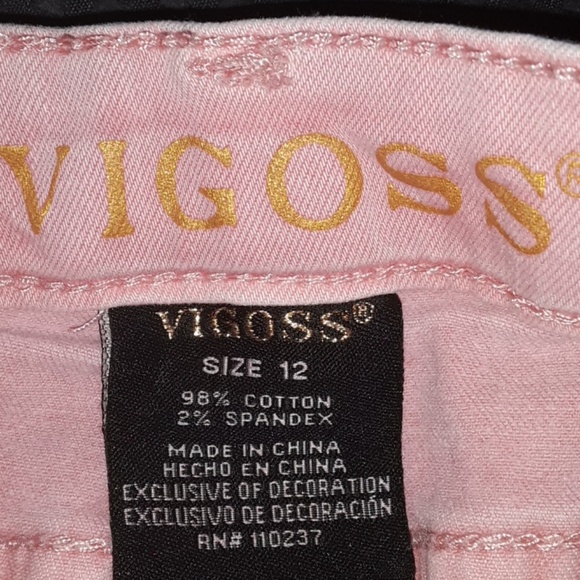 VIGOSS®
VIGOSS®
SIZE 12
98% COTTON
2% SPANDEX
MADE IN CHINA
HECHO EN CHINA
EXCLUSIVE OF DECORATION
EXCLUSIVO DE DECORACIÓN
RN# 110237